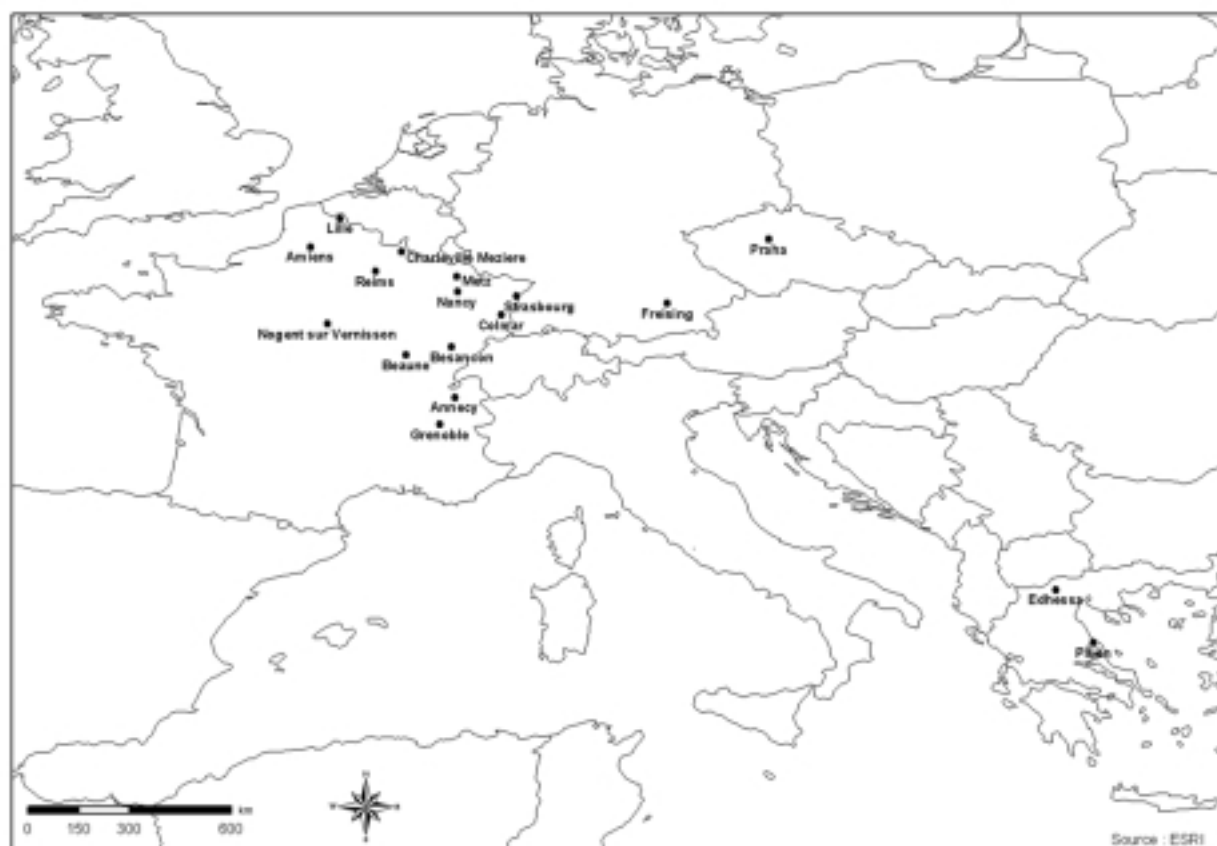 Lille
Amiens
Charleville Meziere
Praha
Reims
Metz
Nancy
Strasbourg
Freising
Colmar
Nogent sur Vernisson
Besancon
Beaune
Annecy
Grenoble
Edhessa
N
W
E
S
km
0 150 300 600
Source : ESRI